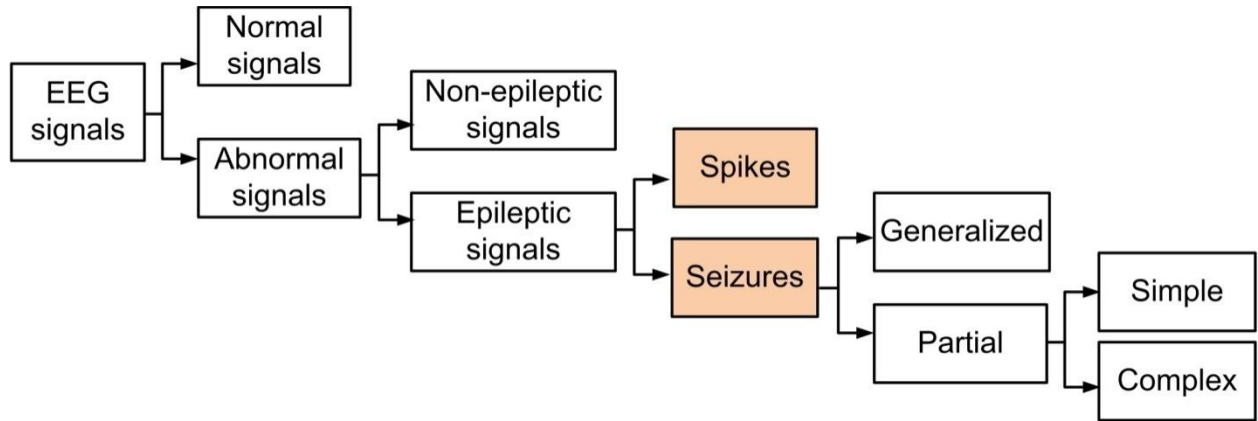 EEG
signals
Normal
signals
Abnormal
signals
Non-epileptic
signals
Epileptic
signals
Spikes
Seizures
Generalized
Partial
Simple
Complex